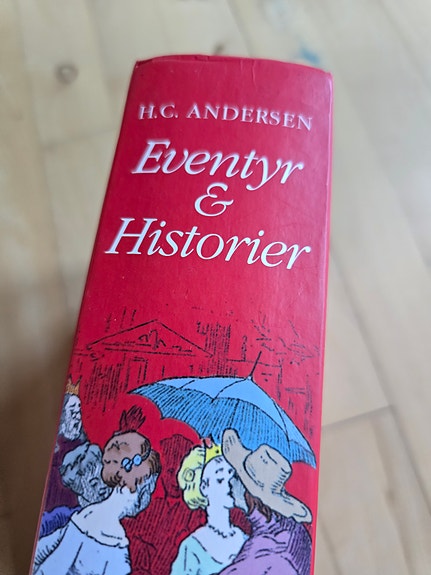 H.C. ANDERSEN
Eventyr
&
Historier